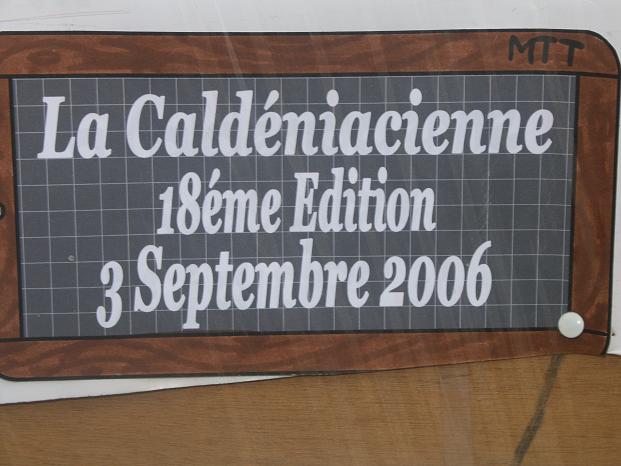 MTT
La Caldéniacienne
18éme Edition
3 Septembre 2006